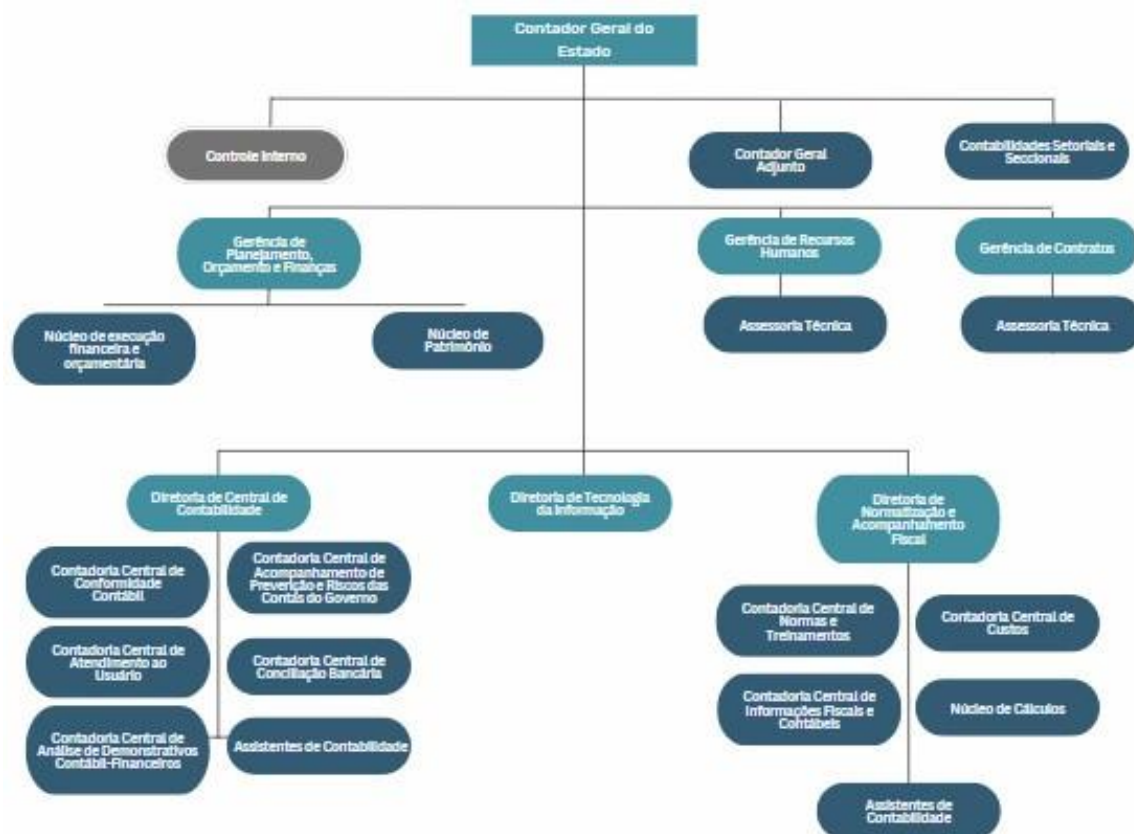 Contador Geral do
Estado
Controle Interno
Contador Geral
Adjunto
Contabilidades Setoriais e
Seccionais
Gerência de
Planejamento,
Orçamento e Finanças
Gerência de Recursos
Humanos
Gerência de Contratos
Núcleo de execução
financeira e
orçamentária
Núcleo de
Patrimônio
Assessoria Técnica
Assessoria Técnica
Diretoria de Central de
Contabilidade
Diretoria de Tecnologia
da Informação
Diretoria de
Normatização e
Acompanhamento
Fiscal
Contadoria Central de
Conformidade
Contábil
Contadoria Central de
Acompanhamento de
Prevenção e Riscos das
Contas do Governo
Contadoria Central de
Atendimento ao
Usuário
Contadoria Central de
Conciliação Bancária
Contadoria Central de
Análise de Demonstrativos
Contábil-Financeiros
Assistentes de Contabilidade
Contadoria Central de
Normas e
Treinamentos
Contadoria Central de
Custos
Contadoria Central de
Informações Fiscais e
Contábeis
Núcleo de Cálculos
Assistentes de
Contabilidade